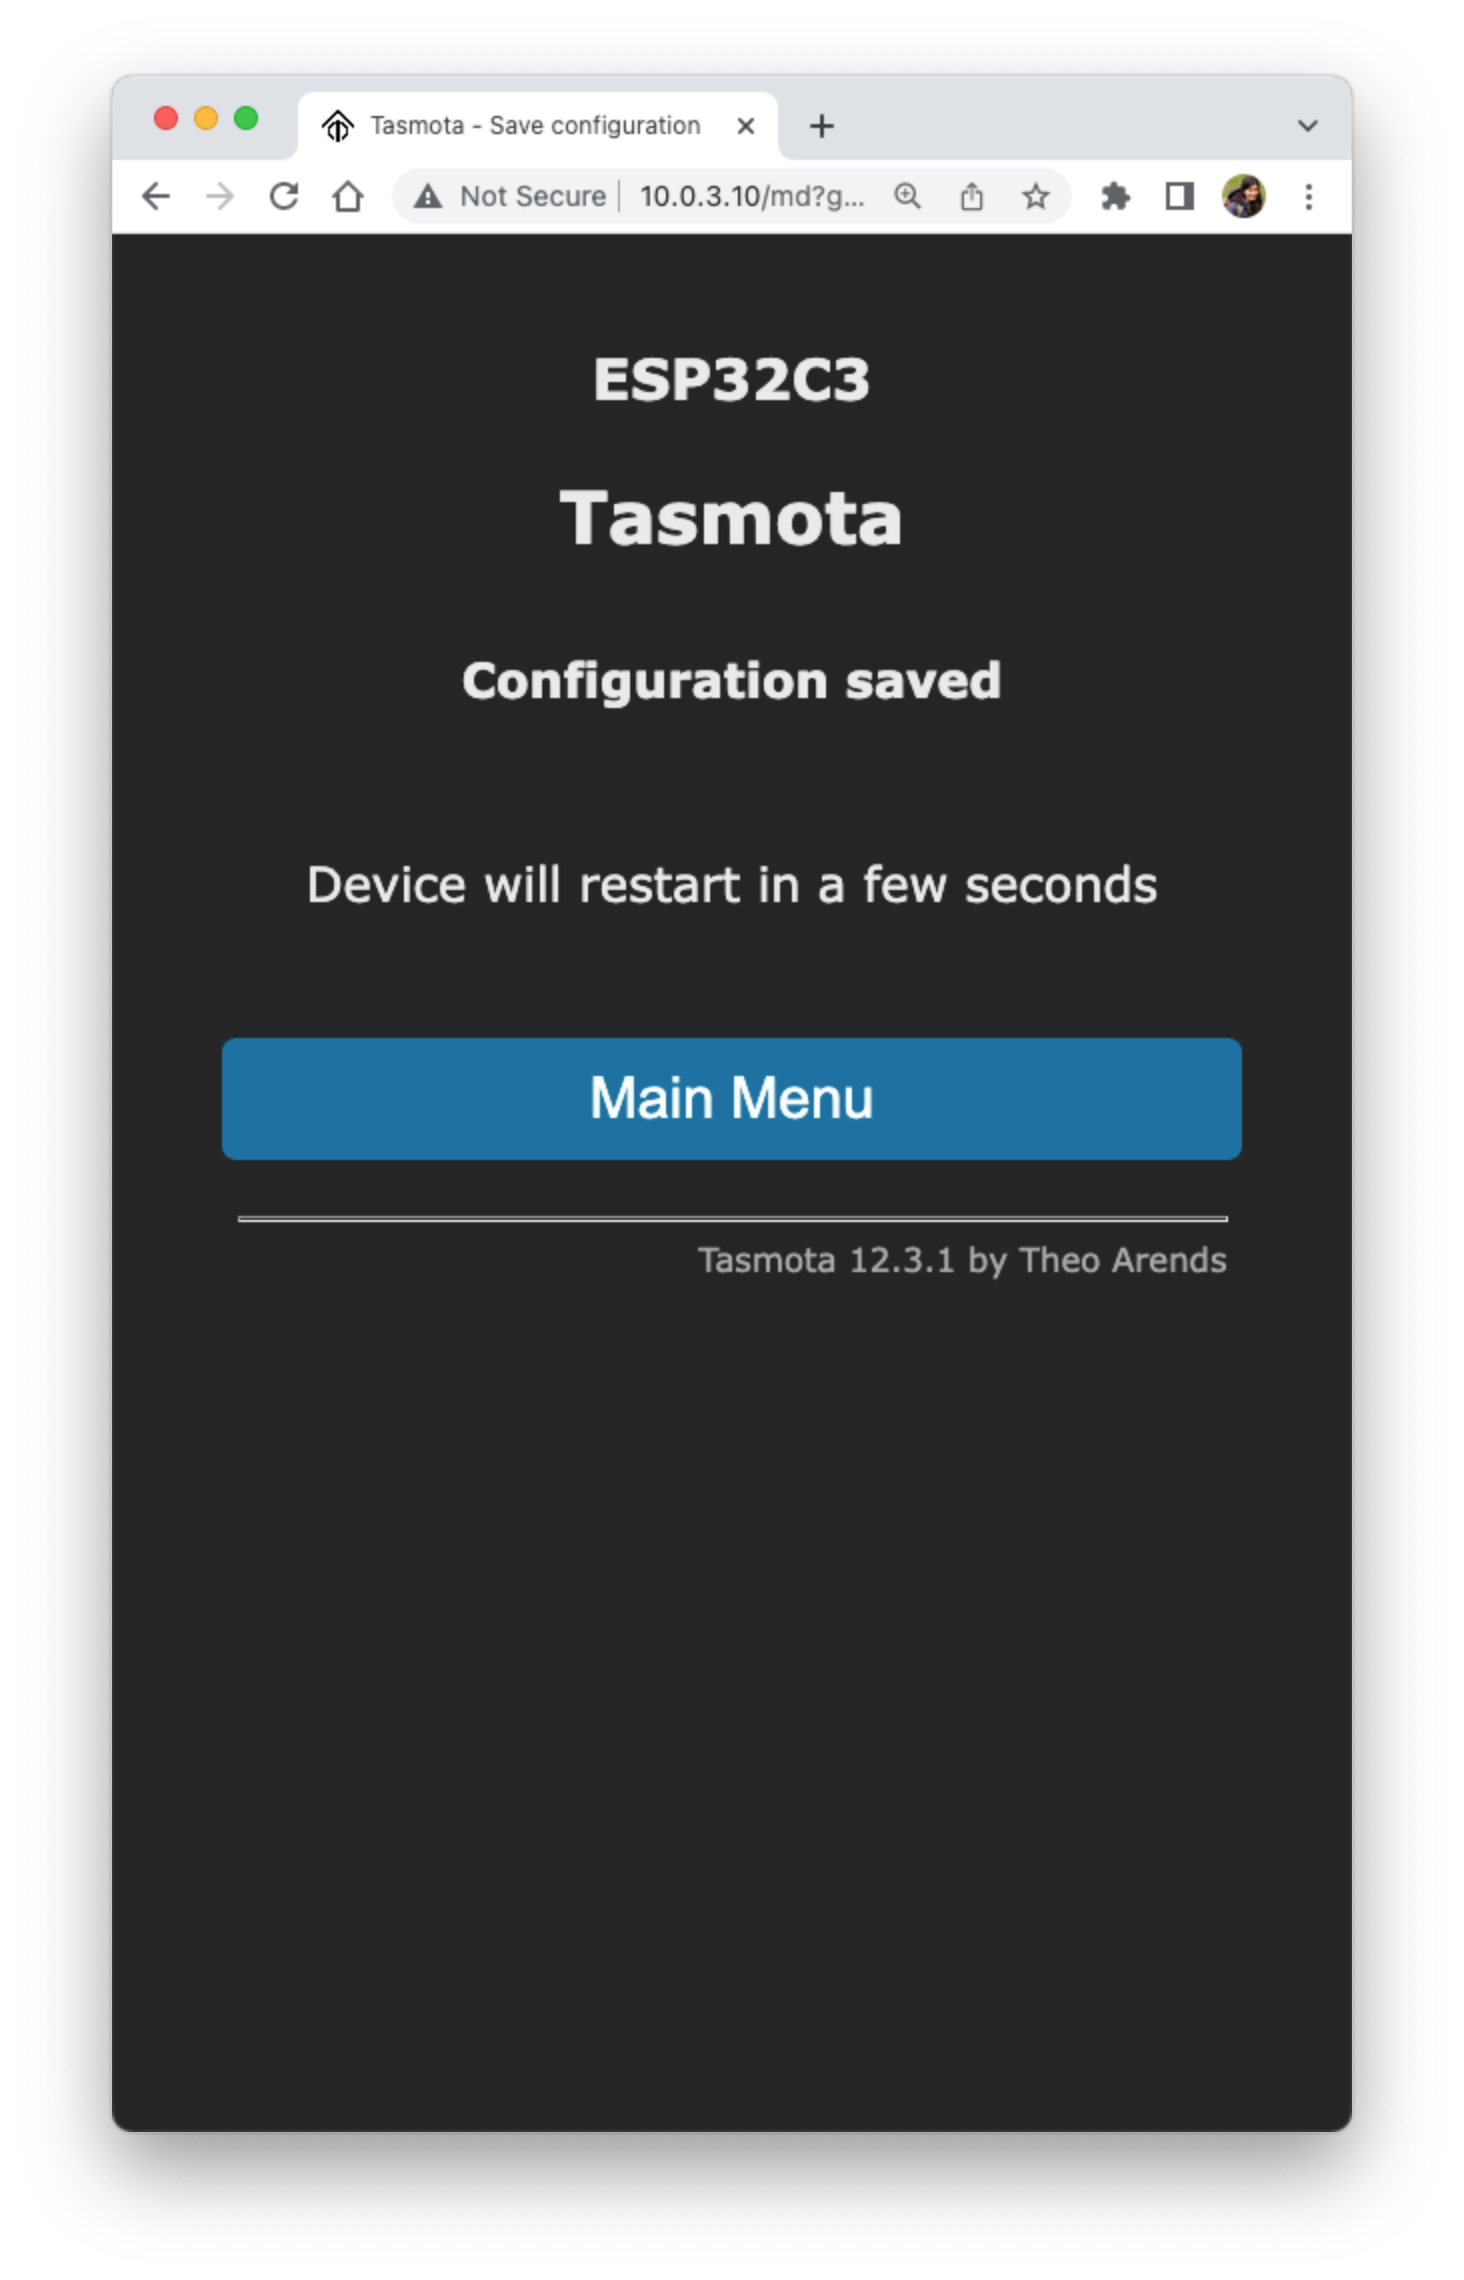 Tasmota - Save configuration
Not Secure 10.0.3.10/md?g...
ESP32C3
Tasmota
Configuration saved
Device will restart in a few seconds
Main Menu
Tasmota 12.3.1 by Theo Arends